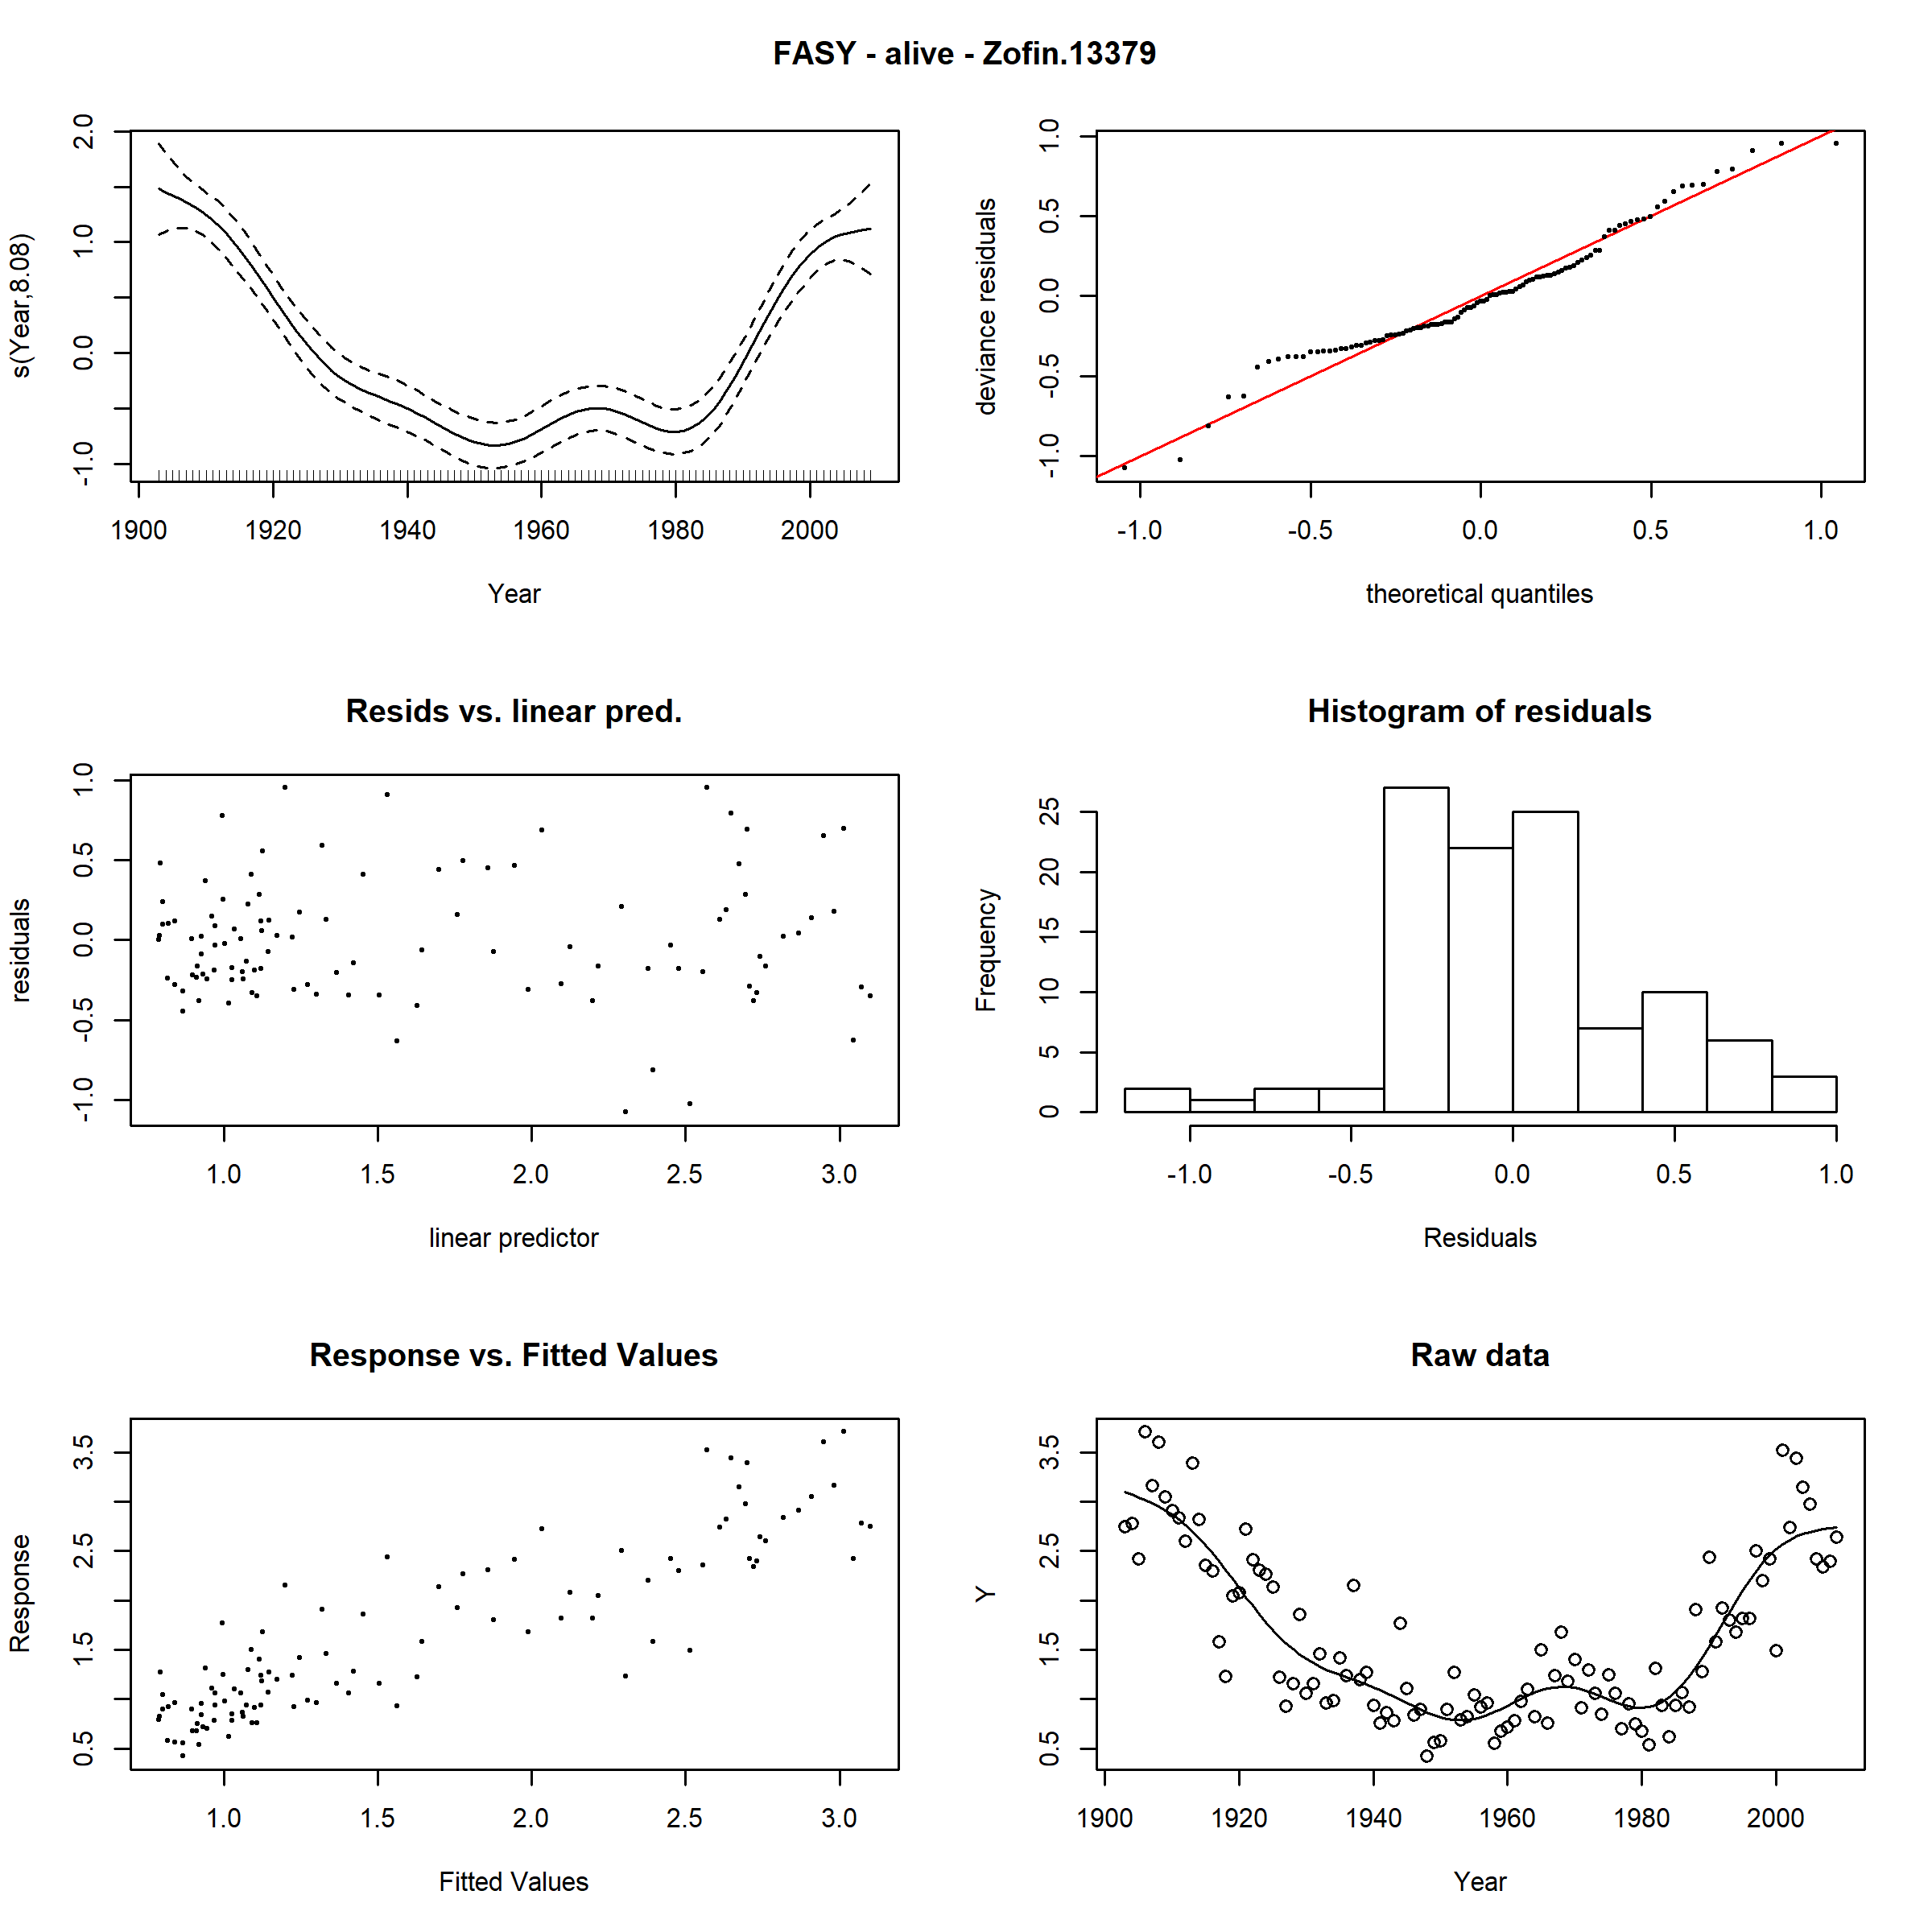 FASY - alive - Zofin.13379
s(Year,8.08)
2.0
1.0
0.0
-1.0
1900 1920 1940 1960 1980 2000
Year
deviance residuals
1.0
0.5
0.0
-0.5
-1.0
-1.0 -0.5 0.0 0.5 1.0
theoretical quantiles
Resids vs. linear pred.
residuals
1.0
0.5
0.0
-0.5
-1.0
1.0 1.5 2.0 2.5 3.0
linear predictor
Histogram of residuals
Frequency
25
20
15
10
5
0
-1.0 -0.5 0.0 0.5 1.0
Residuals
Response vs. Fitted Values
Response
3.5
2.5
1.5
0.5
1.0 1.5 2.0 2.5 3.0
Fitted Values
Raw data
Y
3.5
2.5
1.5
0.5
1900 1920 1940 1960 1980 2000
Year